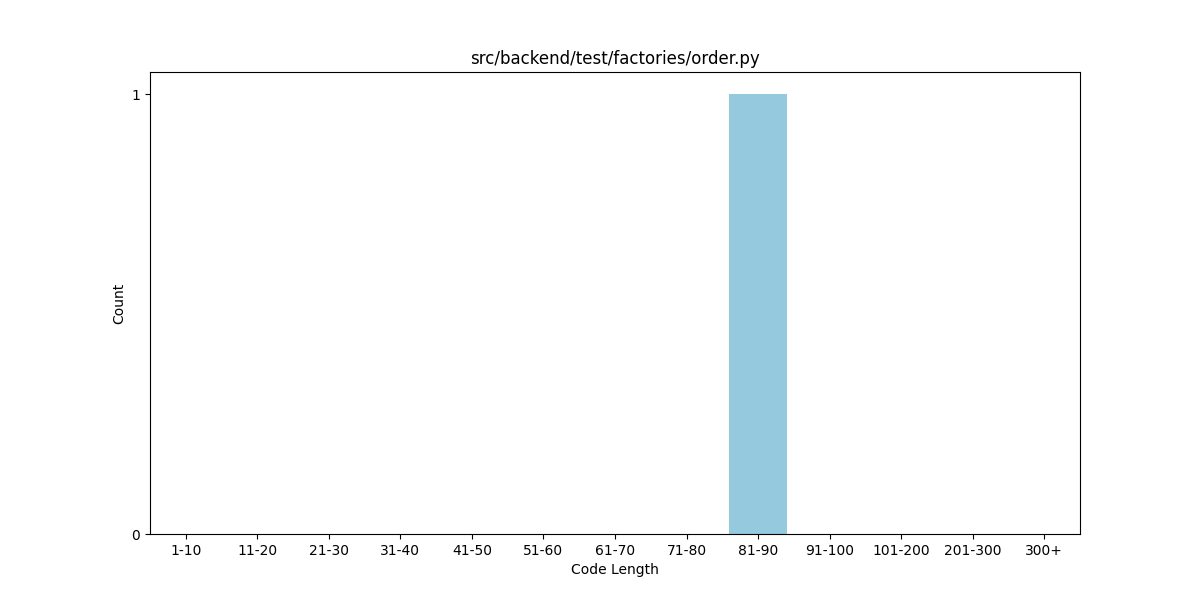 src/backend/test/factories/order.py
1
Count
0
1-10 11-20 21-30 31-40 41-50 51-60 61-70 71-80 81-90 91-100 101-200 201-300 300+
Code Length